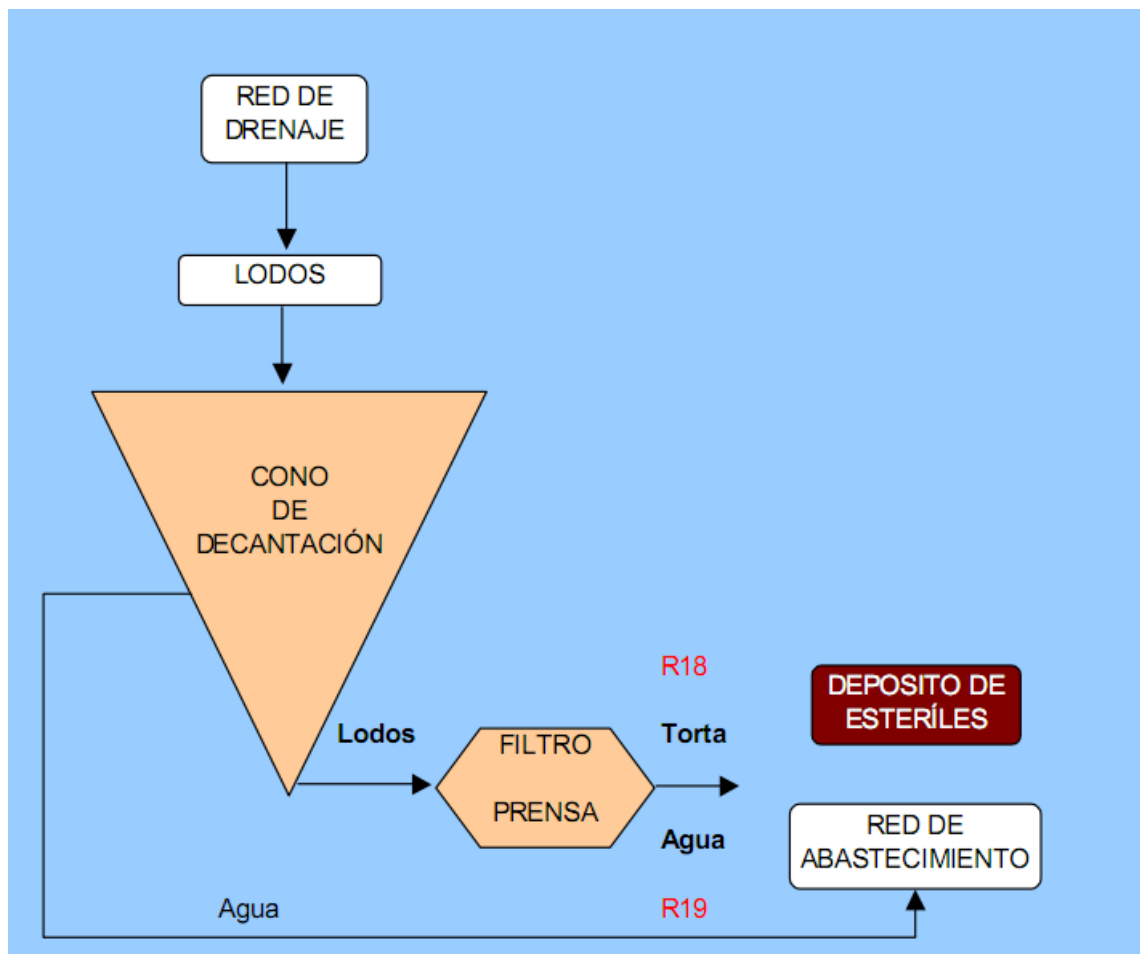 RED DE
DRENAJE
LODOS
CONO
DE
DECANTACIÓN
Lodos
FILTRO
PRENSA
R18
Torta
Agua
R19
DEPOSITO DE
ESTERÍLES
RED DE
ABASTECIMIENTO
Agua